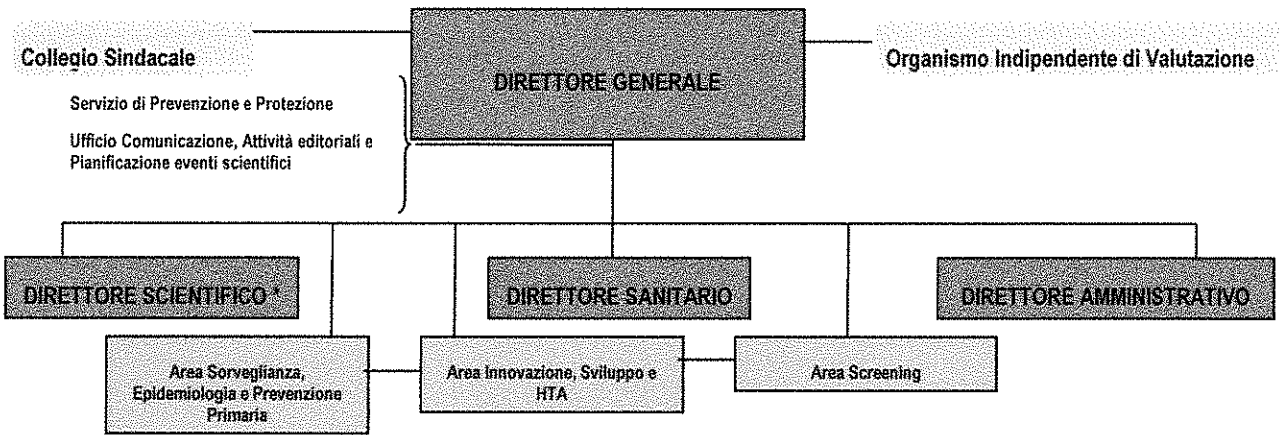 Collegio Sindacale
DIRETTORE GENERALE
Organismo Indipendente di Valutazione
Servizio di Prevenzione e Protezione
Ufficio Comunicazione, Attività editoriali e
Pianificazione eventi scientifici
DIRETTORE SCIENTIFICO *
DIRETTORE SANITARIO
DIRETTORE AMMINISTRATIVO
Area Sorveglianza,
Epidemiologia e Prevenzione
Primaria
Area Innovazione, Sviluppo e
HTA
Area Screening